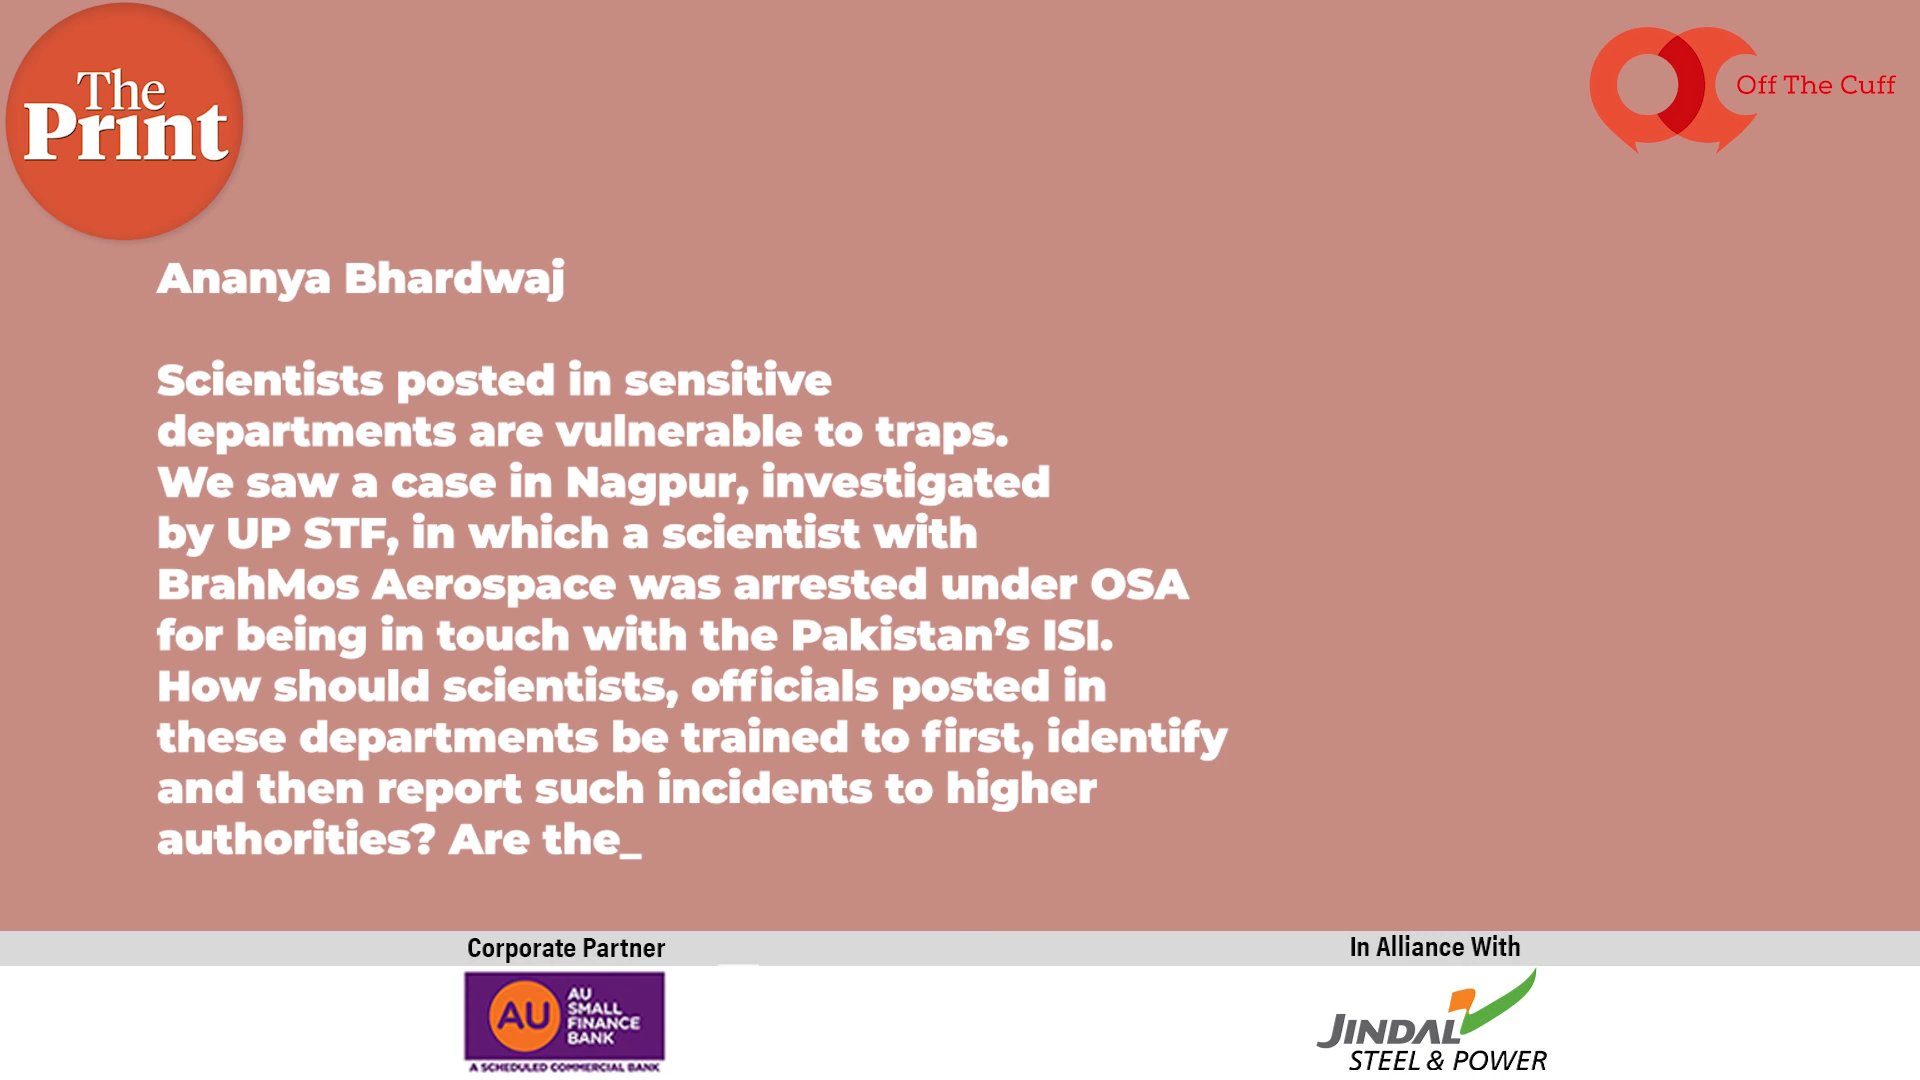 The
Print
Off The Cuff
Ananya Bhardwaj
Scientists posted in sensitive
departments are vulnerable to traps.
We saw a case in Nagpur, investigated
by UP STF, in which a scientist with
BrahMos Aerospace was arrested under OSA
for being in touch with the Pakistan’s ISI.
How should scientists, officials posted in
these departments be trained to first, identify
and then report such incidents to higher
authorities? Are the_
Corporate Partner
AU
AU
SMALL
FINANCE
BANK
A SCHEDULED COMMERCIAL BANK
In Alliance With
JINDAL
STEEL & POWER